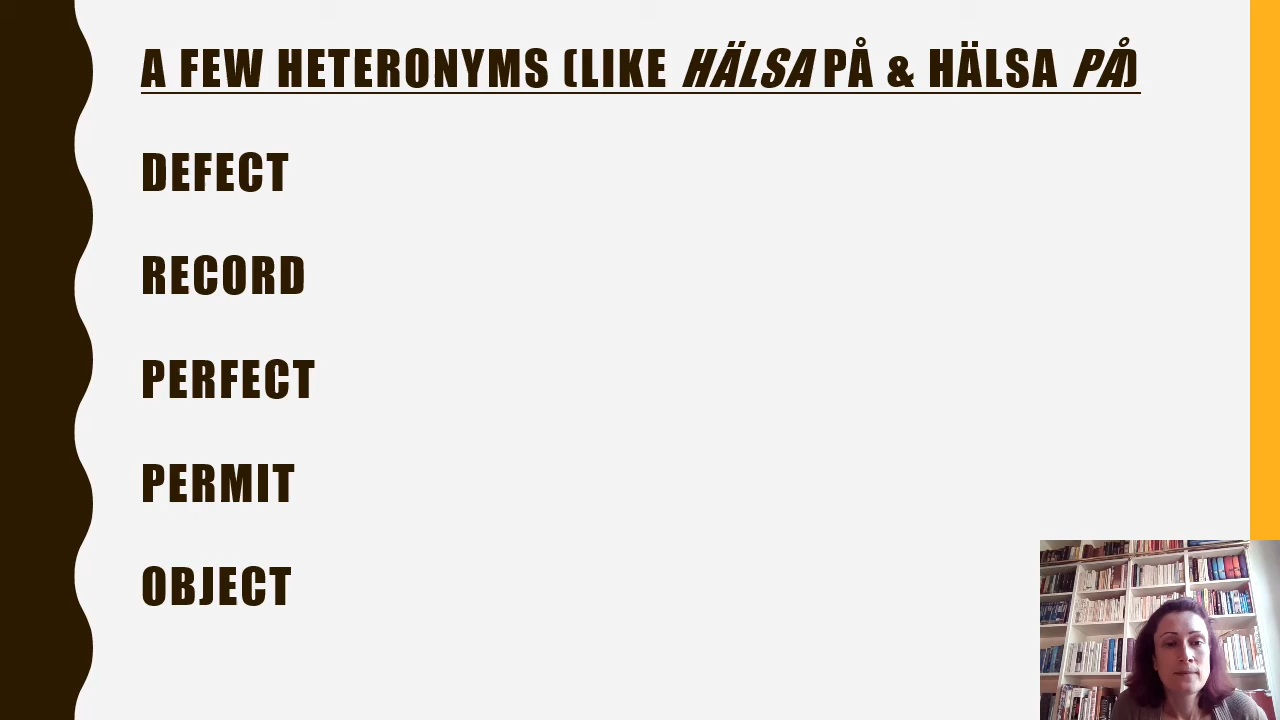 A FEW HETERONYMS (LIKE HÄLSA PÅ & HÄLSA PÅ)
DEFECT
RECORD
PERFECT
PERMIT
OBJECT